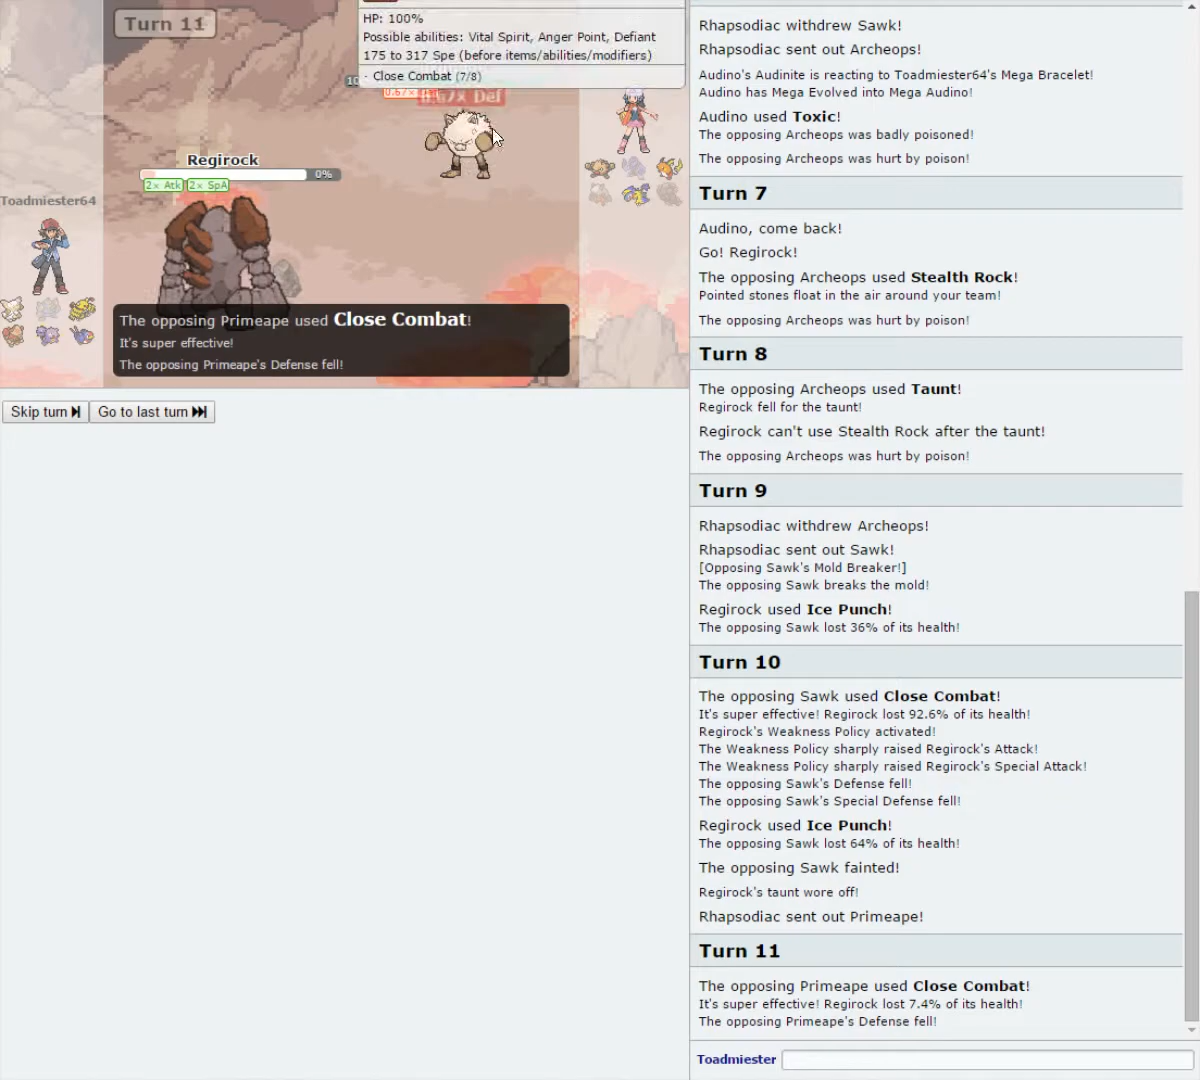 Turn 11
HP: 100%
Possible abilities: Vital Spirit, Anger Point, Defiant
175 to 317 Spe (before items/abilities/modifiers)
· Close Combat (7/8)
0.67× Def
Regirock
0%
2× Atk 2× SpA
Toadmiester64
The opposing Primeape used Close Combat!
It's super effective!
The opposing Primeape's Defense fell!
Skip turn
Go to last turn
Rhapsodiac withdrew Sawk!
Rhapsodiac sent out Archeops!
Audino's Audinite is reacting to Toadmiester64's Mega Bracelet!
Audino has Mega Evolved into Mega Audino!
Audino used Toxic!
The opposing Archeops was badly poisoned!
The opposing Archeops was hurt by poison!
Turn 7
Audino, come back!
Go! Regirock!
The opposing Archeops used Stealth Rock!
Pointed stones float in the air around your team!
The opposing Archeops was hurt by poison!
Turn 8
The opposing Archeops used Taunt!
Regirock fell for the taunt!
Regirock can't use Stealth Rock after the taunt!
The opposing Archeops was hurt by poison!
Turn 9
Rhapsodiac withdrew Archeops!
Rhapsodiac sent out Sawk!
[Opposing Sawk's Mold Breaker!]
The opposing Sawk breaks the mold!
Regirock used Ice Punch!
The opposing Sawk lost 36% of its health!
Turn 10
The opposing Sawk used Close Combat!
It's super effective! Regirock lost 92.6% of its health!
Regirock's Weakness Policy activated!
The Weakness Policy sharply raised Regirock's Attack!
The Weakness Policy sharply raised Regirock's Special Attack!
The opposing Sawk's Defense fell!
The opposing Sawk's Special Defense fell!
Regirock used Ice Punch!
The opposing Sawk lost 64% of its health!
The opposing Sawk fainted!
Regirock's taunt wore off!
Rhapsodiac sent out Primeape!
Turn 11
The opposing Primeape used Close Combat!
It's super effective! Regirock lost 7.4% of its health!
The opposing Primeape's Defense fell!
Toadmiester